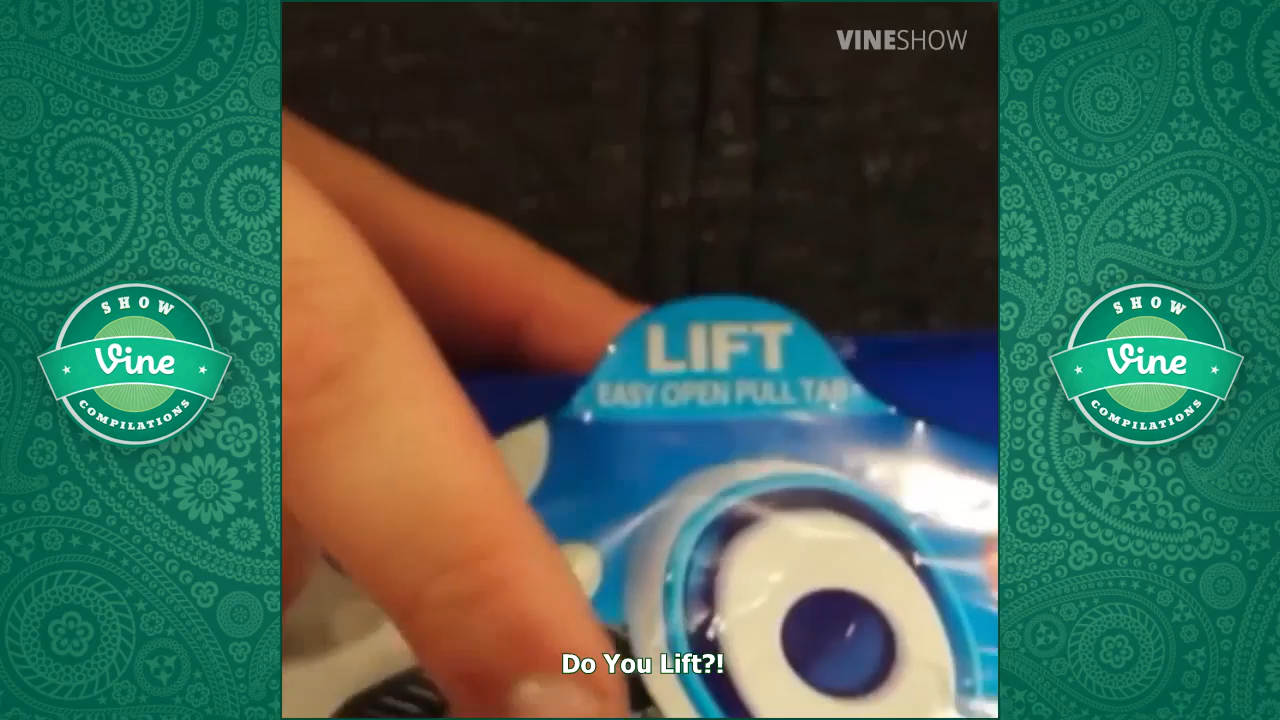 VINESHOW
LIFT
EASY OPEN PULL TAB
SHOW
Vine
COMPILATIONS
SHOW
Vine
COMPILATIONS
Do You Lift?!